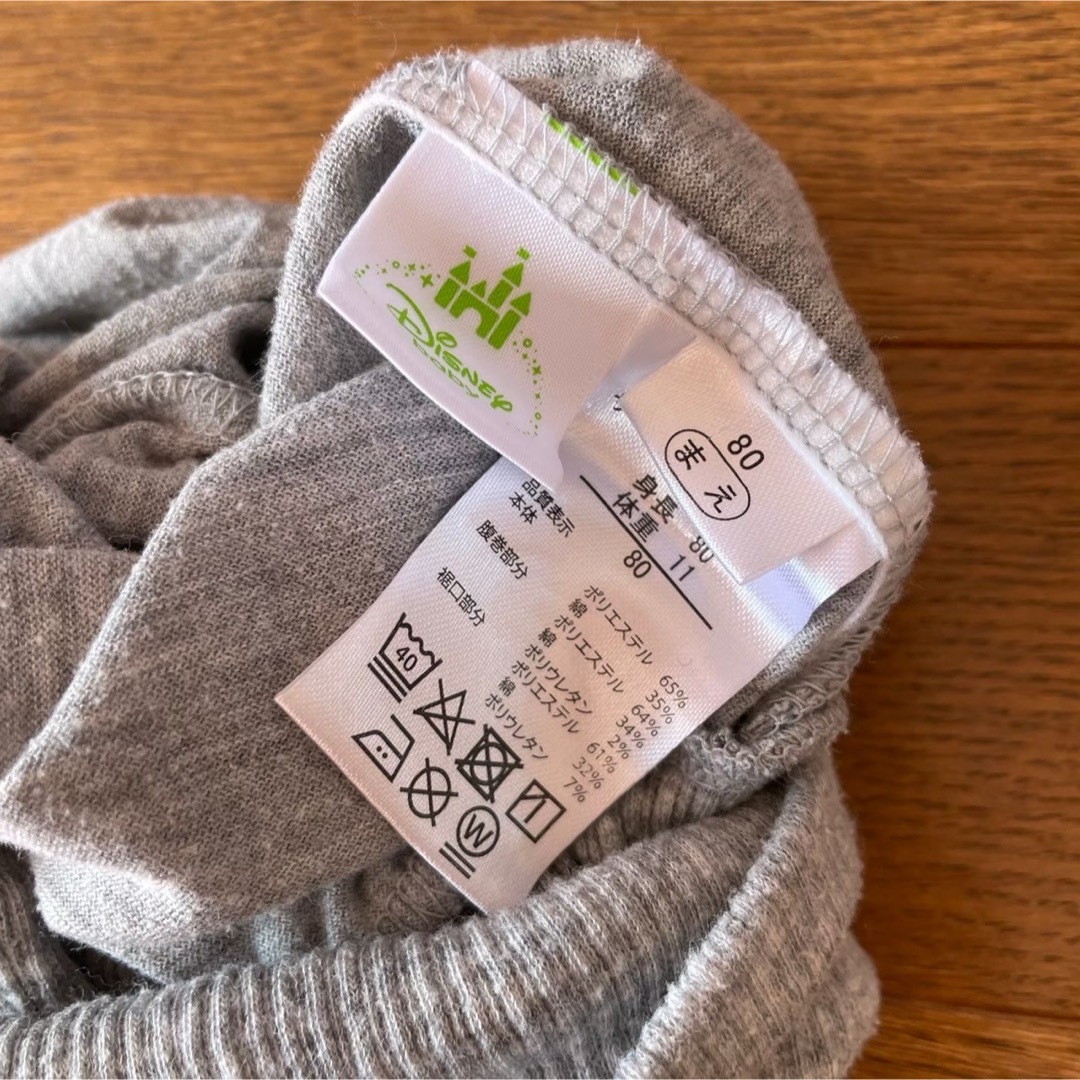 DISNEY
80
まえ
身長 80
体重 11
80
品質表示
本体 ポリエステル 65%
綿 35%
腹巻部分 ポリエステル 64%
綿 34%
ポリウレタン 2%
裾口部分 ポリエステル 61%
綿 32%
ポリウレタン 7%
40
W